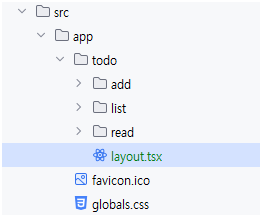 src
app
todo
add
list
read
layout.tsx
favicon.ico
globals.css